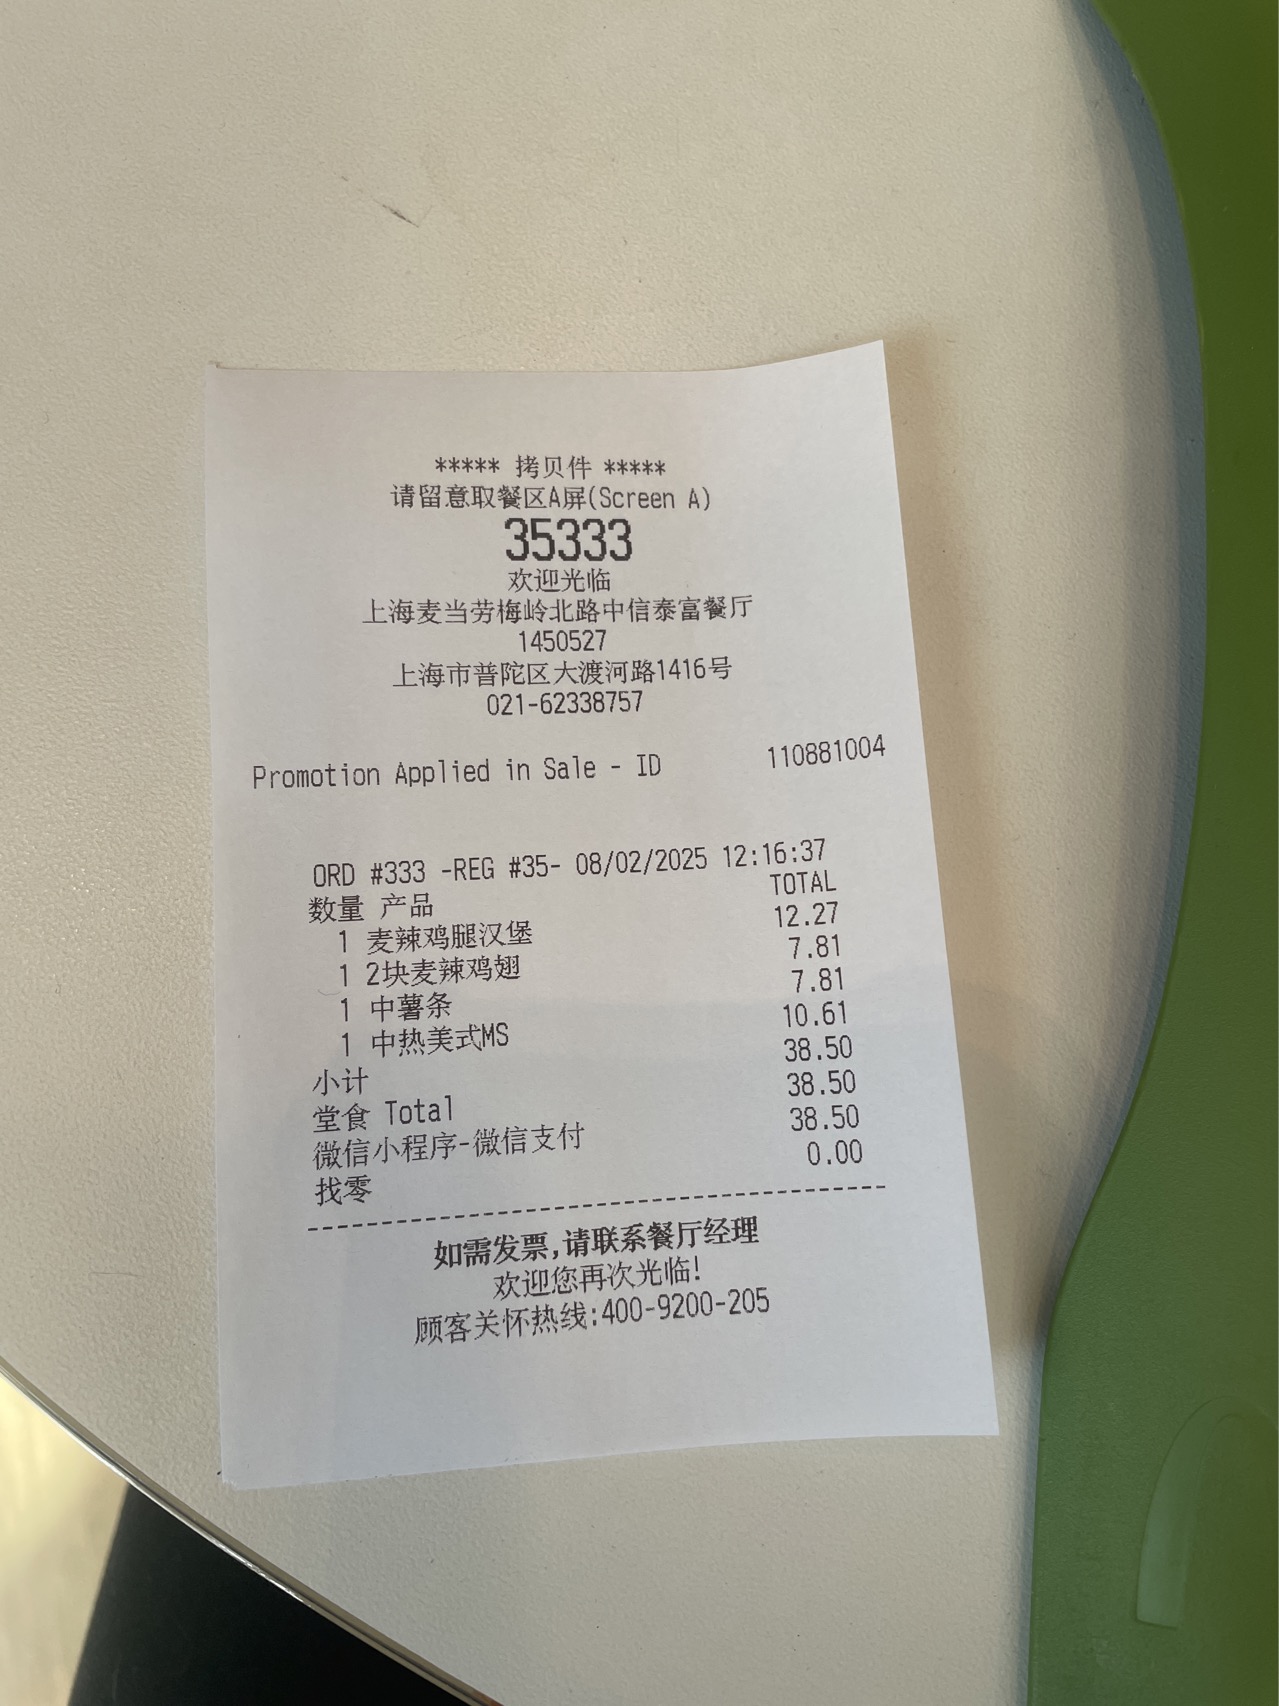 ***** 拷贝件 *****
请留意取餐区A屏(Screen A)
35333
欢迎光临
上海麦当劳梅岭北路中信泰富餐厅
1450527
上海市普陀区大渡河路1416号
021-62338757
Promotion Applied in Sale - ID 110881004
ORD #333 -REG #35- 08/02/2025 12:16:37
数量 产品 TOTAL
1 麦辣鸡腿汉堡 12.27
1 2块麦辣鸡翅 7.81
1 中薯条 7.81
1 中热美式MS 10.61
小计 38.50
堂食 Total 38.50
微信小程序-微信支付 38.50
找零 0.00
--------------------------------------------
如需发票,请联系餐厅经理
欢迎您再次光临!
顾客关怀热线:400-9200-205